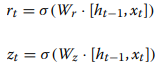 r_t = σ(W_r · [h_{t−1}, x_t])
z_t = σ(W_z · [h_{t−1}, x_t])